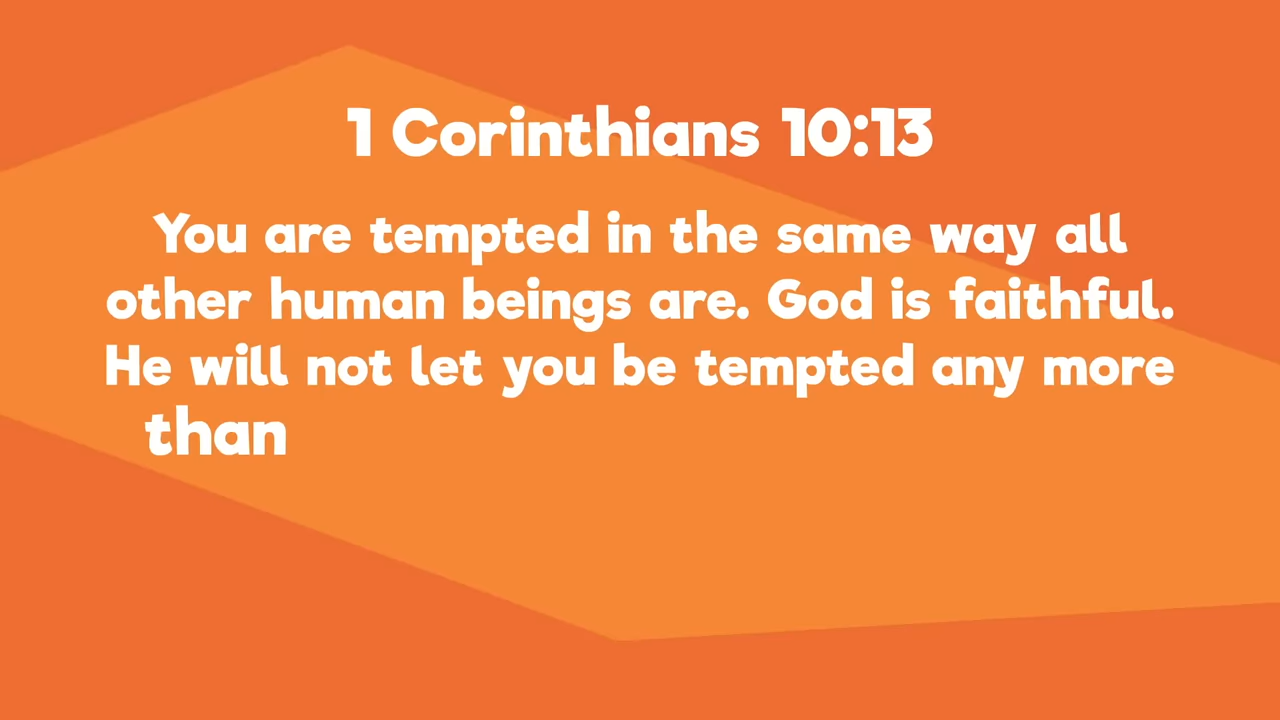 1 Corinthians 10:13
You are tempted in the same way all
other human beings are. God is faithful.
He will not let you be tempted any more
than